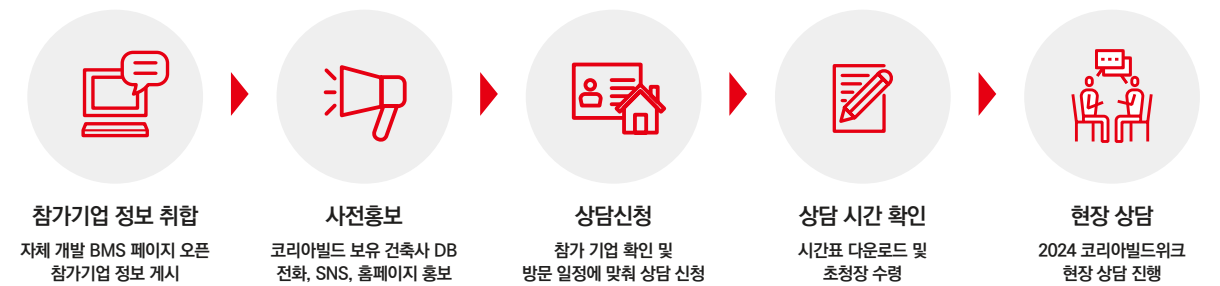 참가기업 정보 취합
자체 개발 BMS 페이지 오픈
참가기업 정보 게시
사전홍보
코리아빌드 보유 건축사 DB
전화, SNS, 홈페이지 홍보
상담신청
참가 기업 확인 및
방문 일정에 맞춰 상담 신청
상담 시간 확인
시간표 다운로드 및
초청장 수령
현장 상담
2024 코리아빌드위크
현장 상담 진행